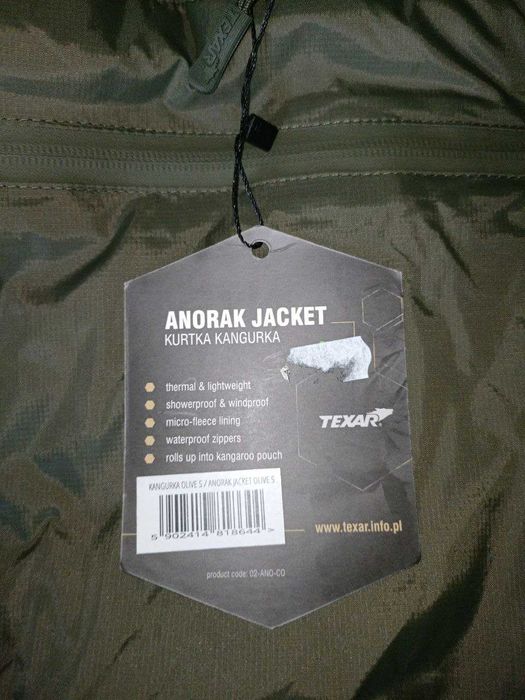 TEXAR
ANORAK JACKET
KURTKA KANGURKA
thermal & lightweight
showerproof & windproof
micro-fleece lining
waterproof zippers
rolls up into kangaroo pouch
TEXAR
KANGURKA OLIVE S / ANORAK JACKET OLIVE S
5 902414 818644 >
www.texar.info.pl
product code: 02-ANO-CO